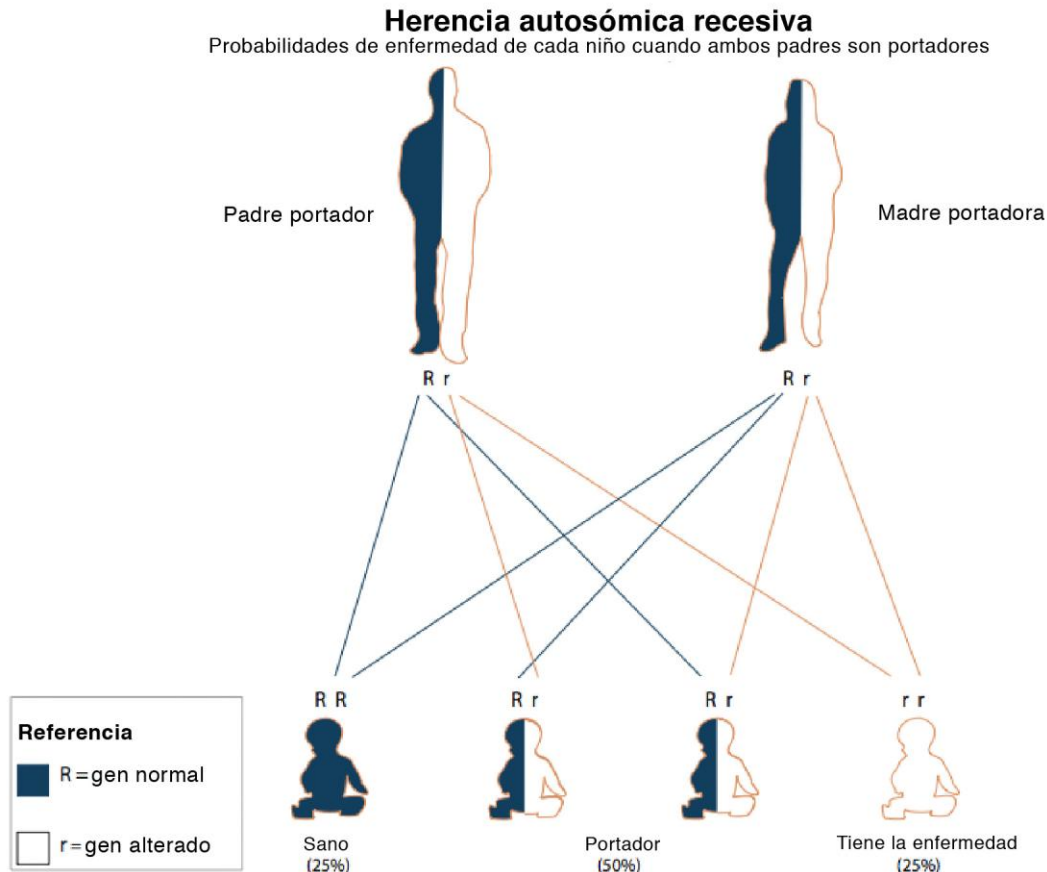 Herencia autosómica recesiva
Probabilidades de enfermedad de cada niño cuando ambos padres son portadores
Padre portador
Madre portadora
R r
R r
R R
R r
R r
r r
Referencia
R=gen normal
r=gen alterado
Sano
(25%)
Portador
(50%)
Tiene la enfermedad
(25%)